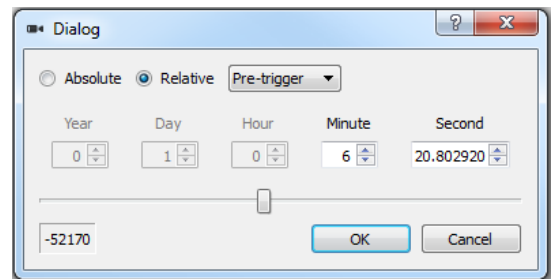 Dialog
Absolute Relative Pre-trigger
Year Day Hour Minute Second
0 1 0 6 20.802920
-52170 OK Cancel